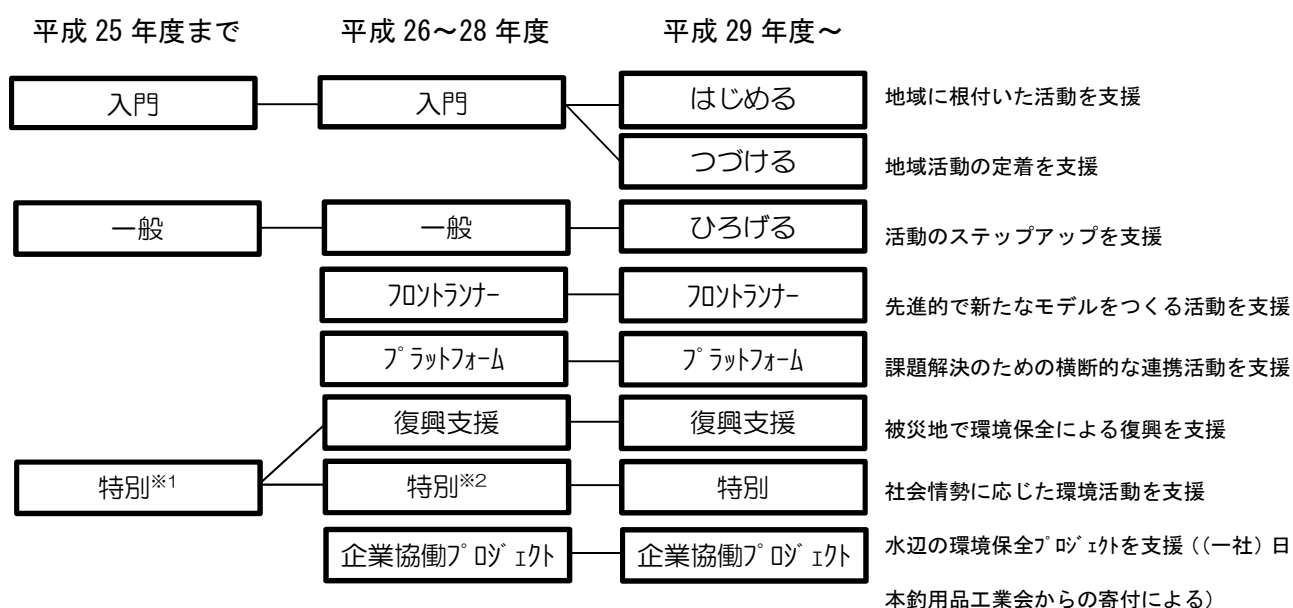 平成 25 年度まで 平成 26～28 年度 平成 29 年度～
入門 入門 はじめる 地域に根付いた活動を支援
つづける 地域活動の定着を支援
一般 一般 ひろげる 活動のステップアップを支援
ﾌﾛﾝﾄﾗﾝﾅｰ ﾌﾛﾝﾄﾗﾝﾅｰ 先進的で新たなモデルをつくる活動を支援
ﾌﾟﾗｯﾄﾌｫｰﾑ ﾌﾟﾗｯﾄﾌｫｰﾑ 課題解決のための横断的な連携活動を支援
復興支援 復興支援 被災地で環境保全による復興を支援
特別※1 特別※2 特別 社会情勢に応じた環境活動を支援
企業協働ﾌﾟﾛｼﾞｪｸﾄ 企業協働ﾌﾟﾛｼﾞｪｸﾄ 水辺の環境保全ﾌﾟﾛｼﾞｪｸﾄを支援（（一社）日
本釣用品工業会からの寄付による）